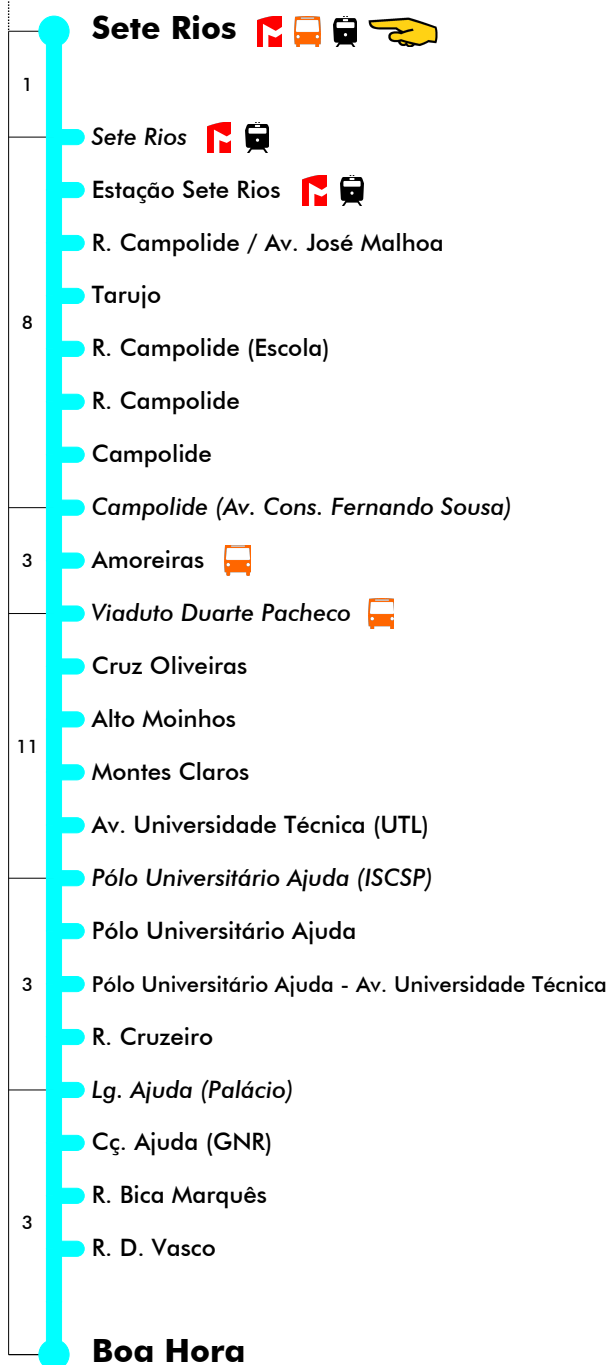 Sete Rios
1
Sete Rios
Estação Sete Rios
R. Campolide / Av. José Malhoa
Tarujo
8
R. Campolide (Escola)
R. Campolide
Campolide
Campolide (Av. Cons. Fernando Sousa)
3
Amoreiras
Viaduto Duarte Pacheco
Cruz Oliveiras
Alto Moinhos
11
Montes Claros
Av. Universidade Técnica (UTL)
Pólo Universitário Ajuda (ISCSP)
Pólo Universitário Ajuda
3
Pólo Universitário Ajuda - Av. Universidade Técnica
R. Cruzeiro
Lg. Ajuda (Palácio)
Cç. Ajuda (GNR)
R. Bica Marquês
3
R. D. Vasco
Boa Hora